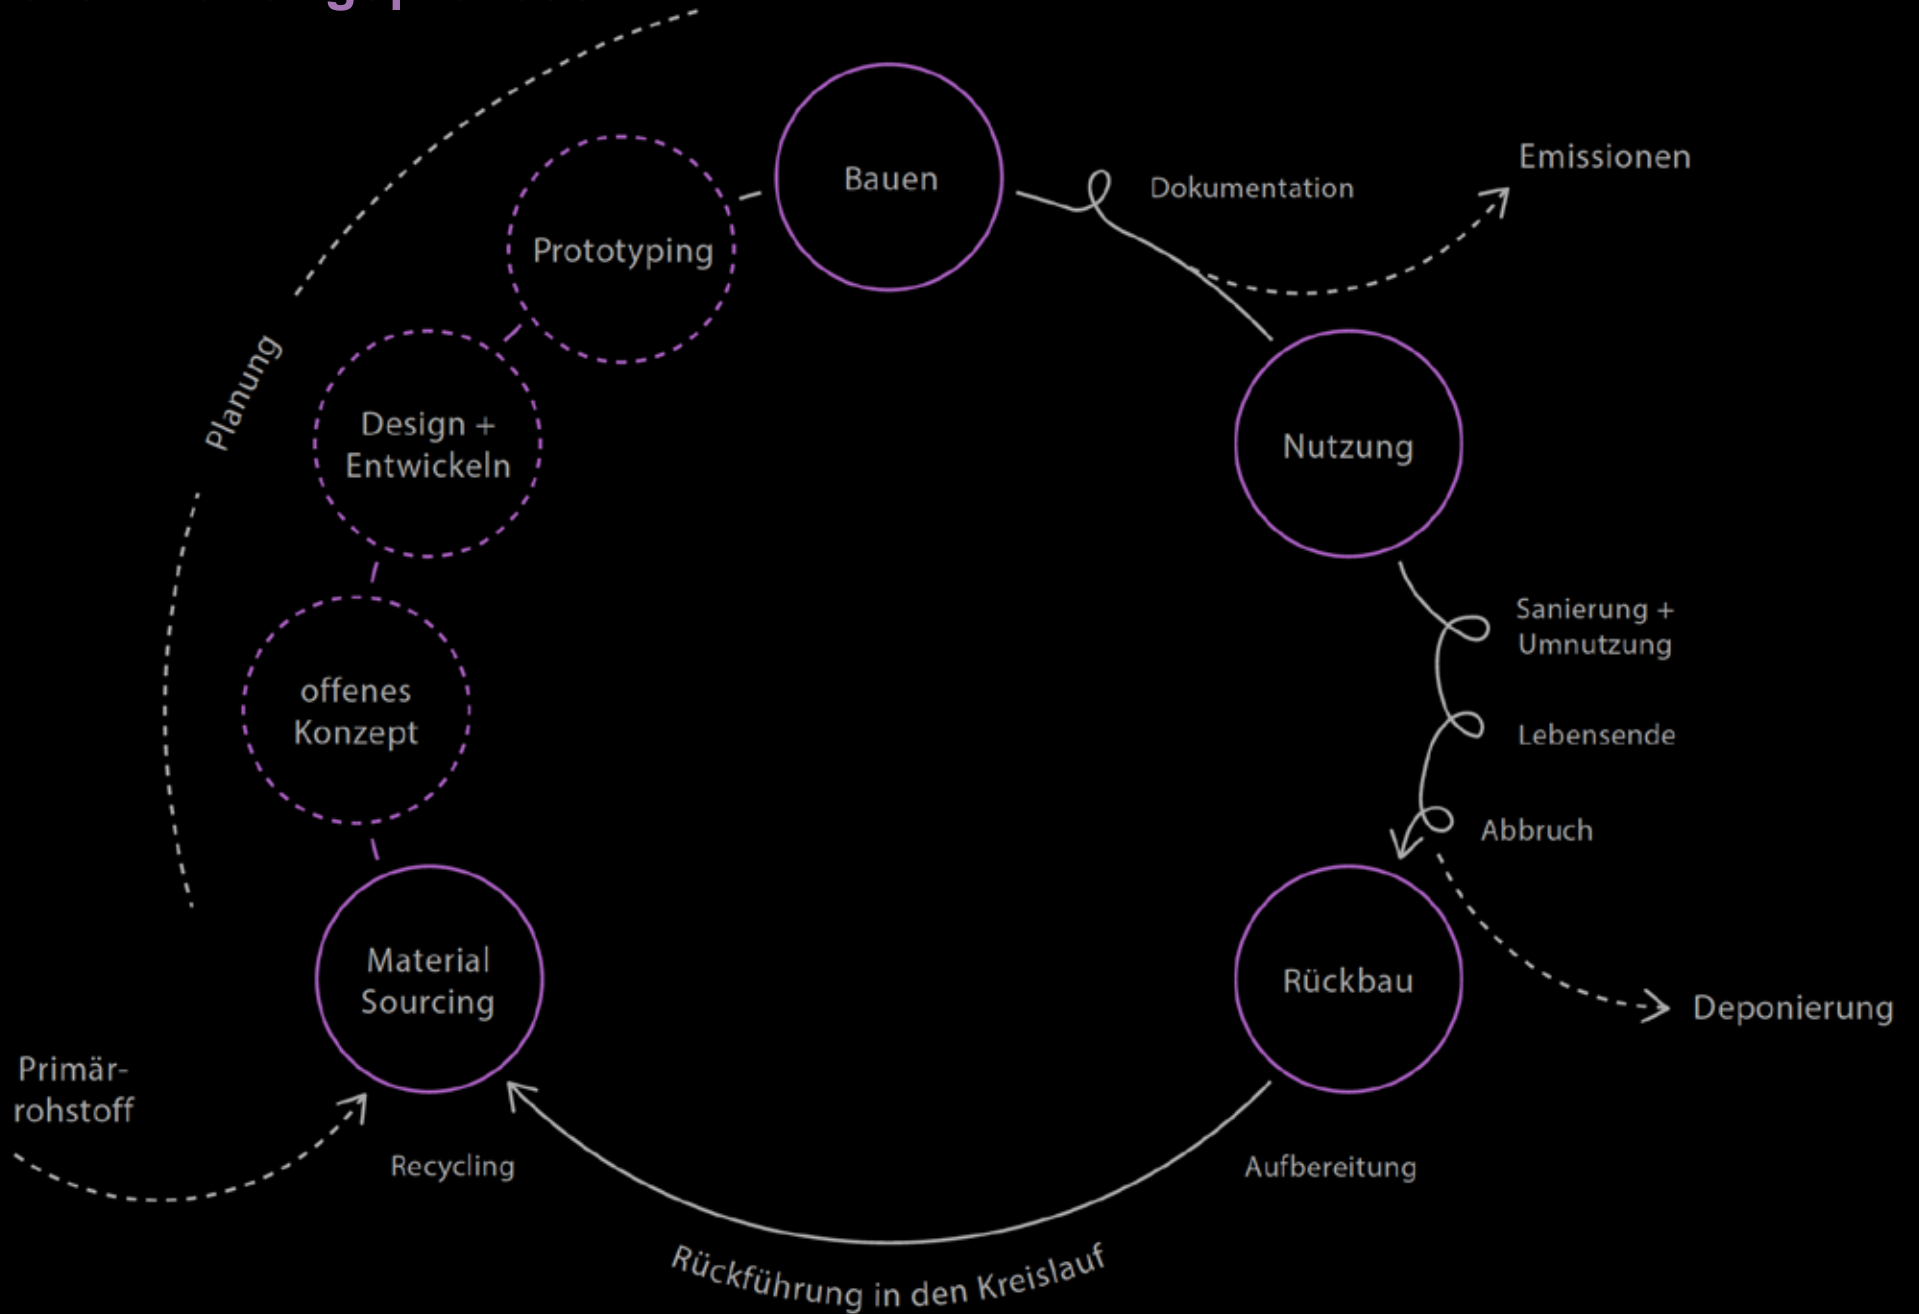 Bauen
Dokumentation
Emissionen
Prototyping
Planung
Design +
Entwickeln
Nutzung
offenes
Konzept
Sanierung +
Umnutzung
Lebensende
Abbruch
Material
Sourcing
Rückbau
Deponierung
Primär-
rohstoff
Recycling
Aufbereitung
Rückführung in den Kreislauf